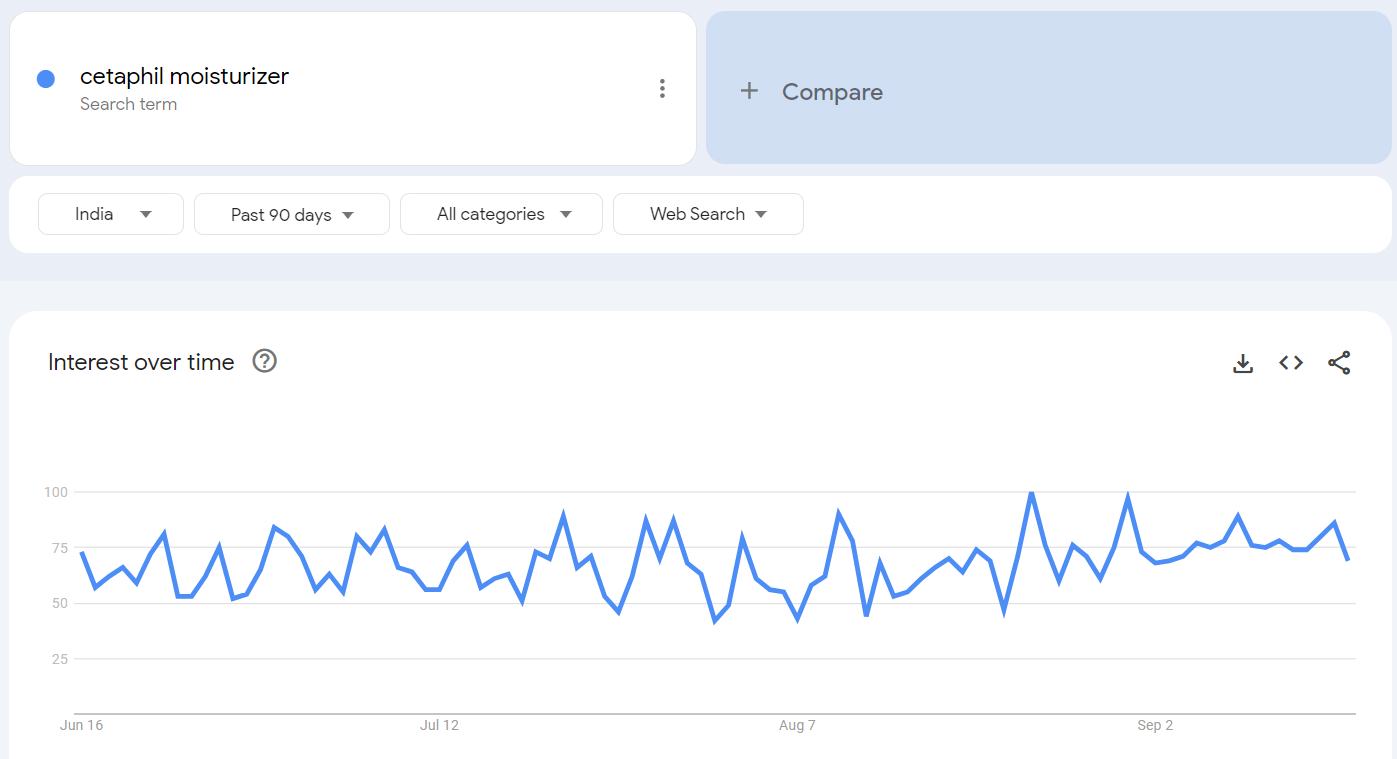 cetaphil moisturizer
Search term
+ Compare
India
Past 90 days
All categories
Web Search
Interest over time
100
75
50
25
Jun 16
Jul 12
Aug 7
Sep 2